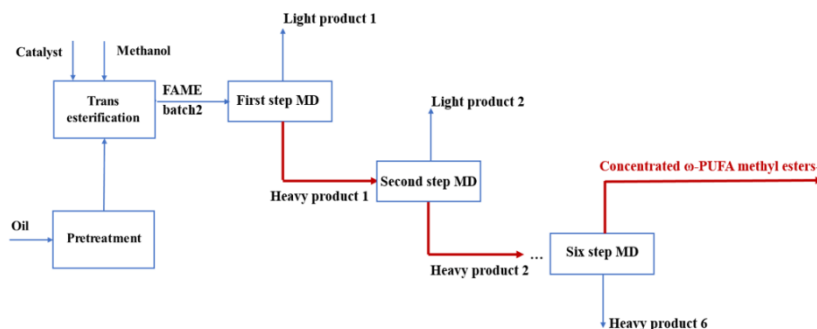 Light product 1
Catalyst
Methanol
FAME
batch2
Trans
esterification
First step MD
Light product 2
Concentrated ω-PUFA methyl esters
Heavy product 1
Second step MD
Oil
Pretreatment
Heavy product 2
...
Six step MD
Heavy product 6